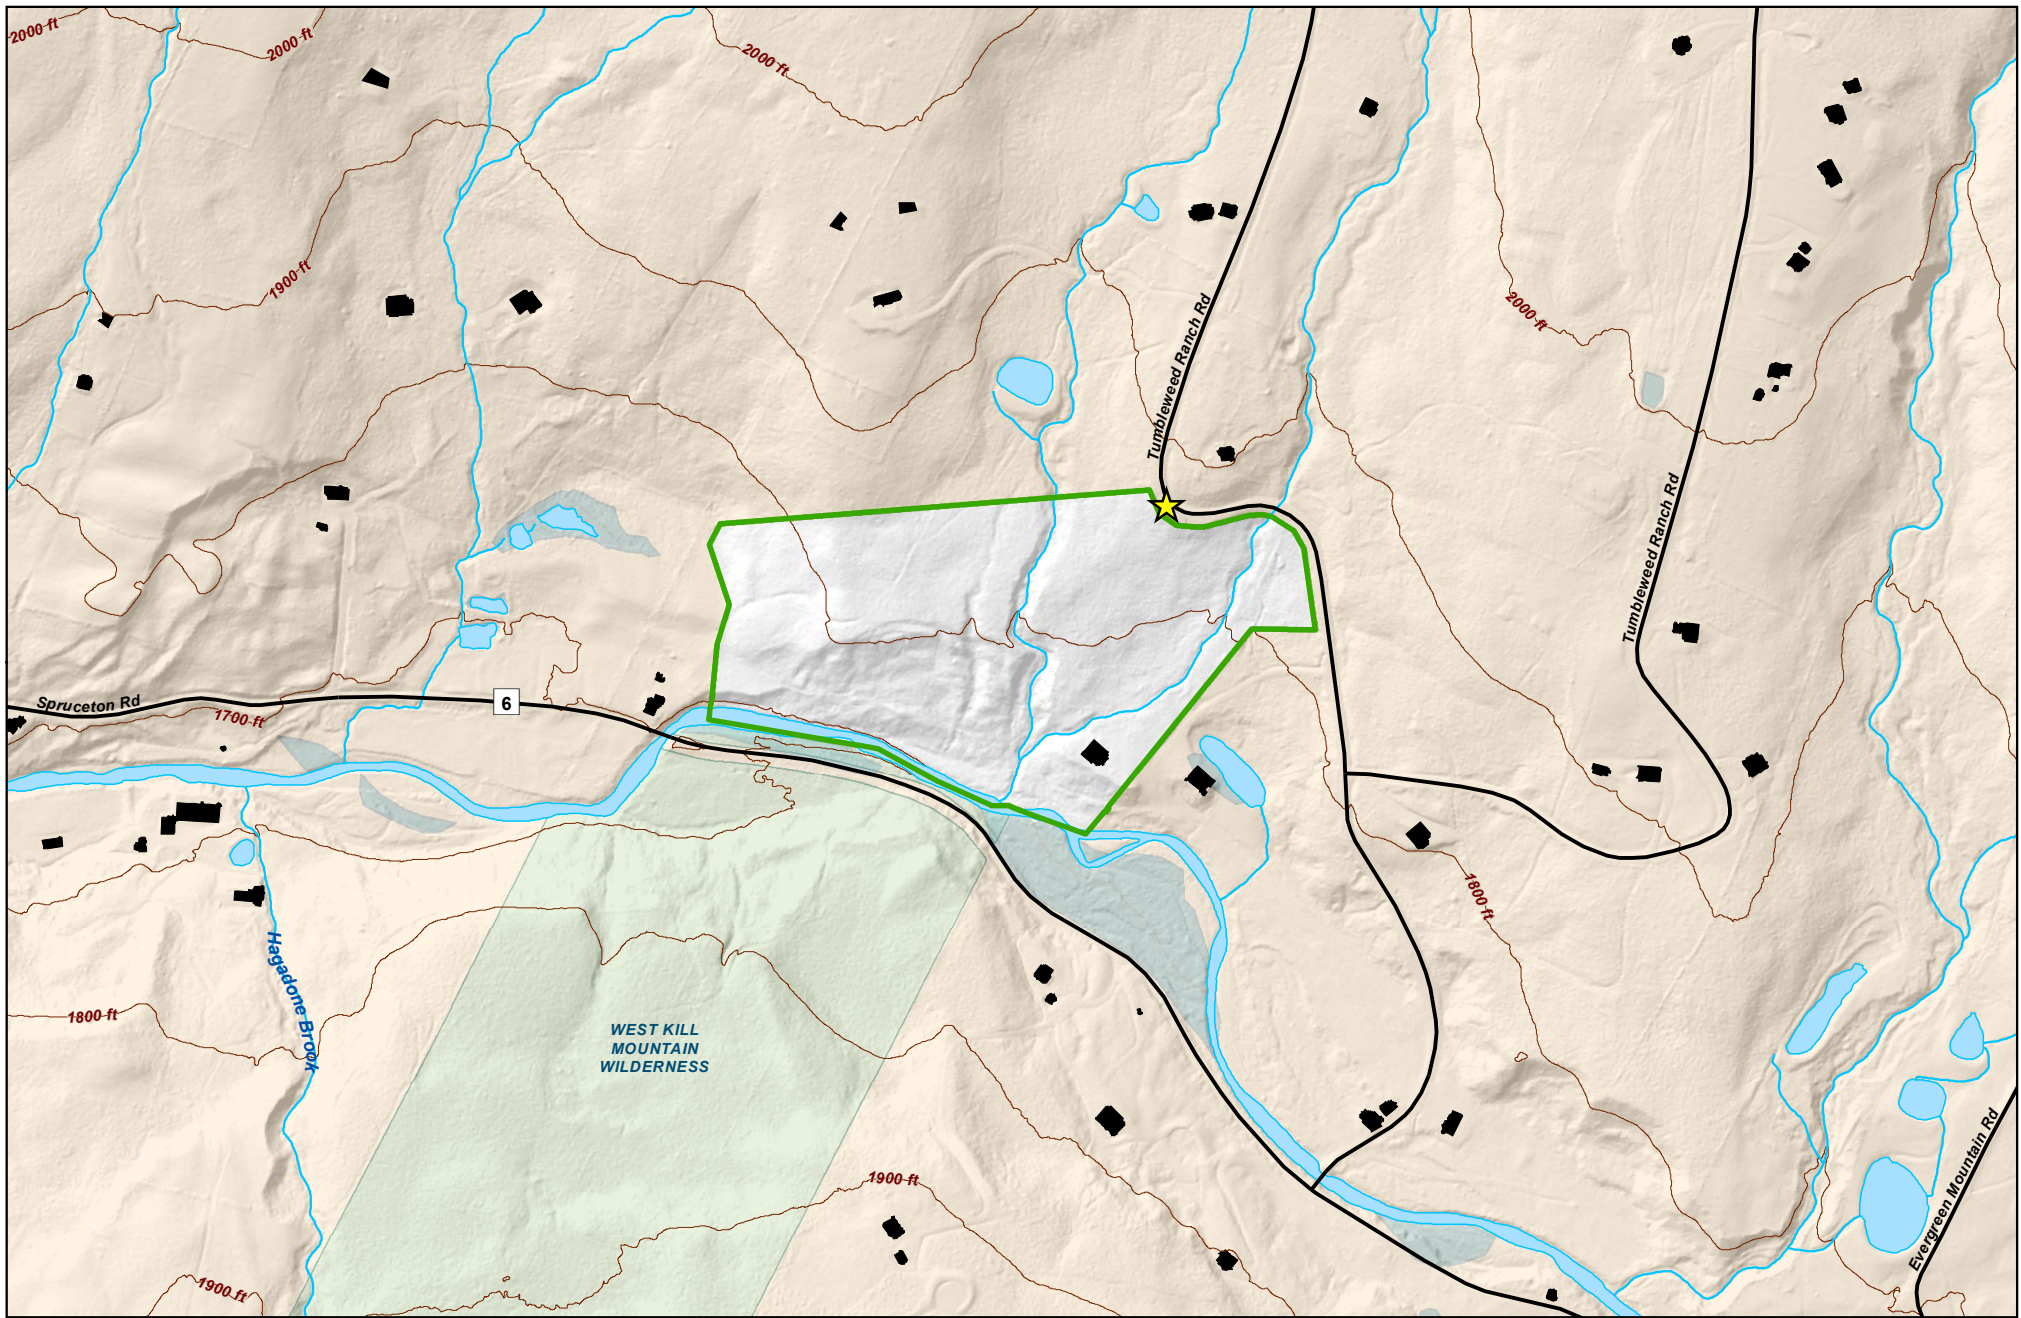 2000 ft
2000 ft
2000 ft
1900 ft
2000 ft
Tumbleweed Ranch Rd
Tumbleweed Ranch Rd
Spruceton Rd
6
1700 ft
1800 ft
Hagadone Brook
1800 ft
WEST KILL
MOUNTAIN
WILDERNESS
1900 ft
Evergreen Mountain Rd
1900 ft